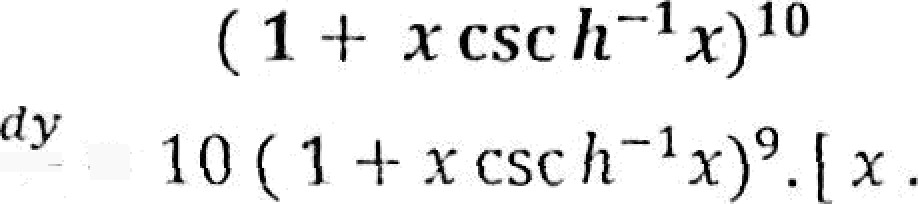 (1 + x csc h⁻¹x)¹⁰
dy
10 (1 + x csc h⁻¹x)⁹.[ x .